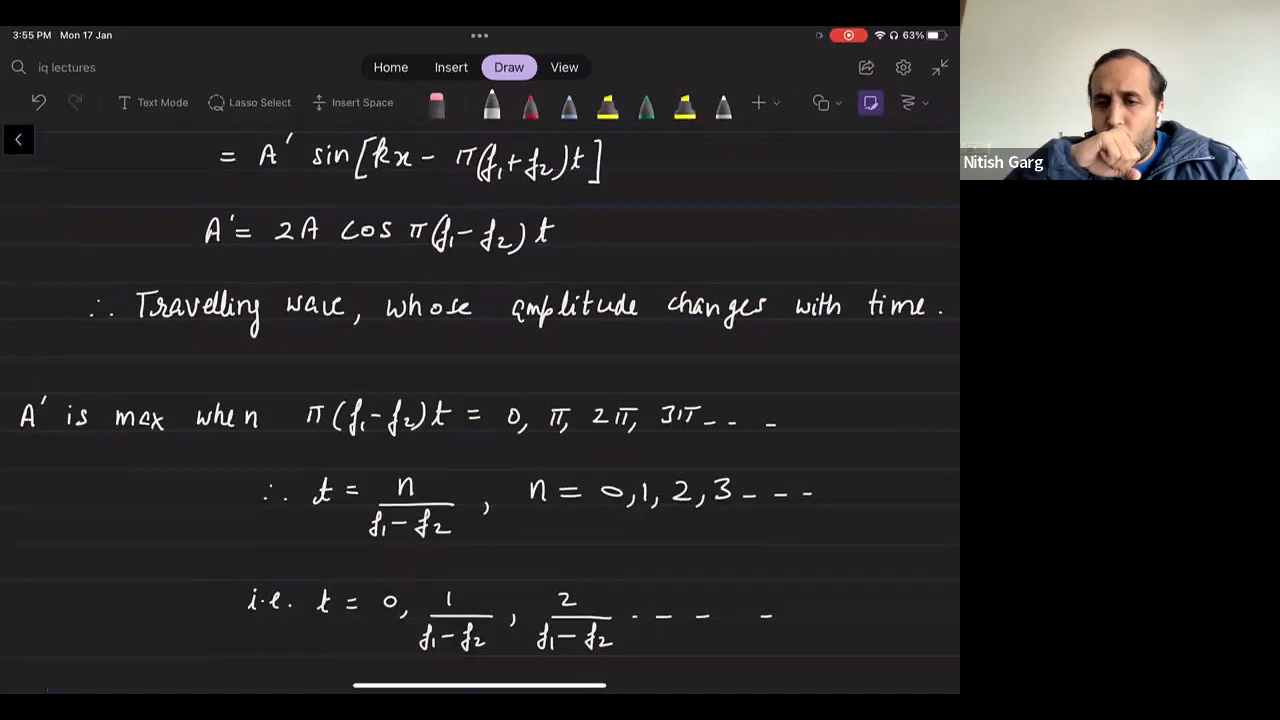 3:55 PM Mon 17 Jan
63%
iq lectures
Home Insert Draw View
Text Mode Lasso Select Insert Space
= A' sin[kx - π(f₁+f₂)t]
A' = 2A cos π(f₁-f₂)t
∴ Travelling wave, whose amplitude changes with time.
A' is max when π(f₁-f₂)t = 0, π, 2π, 3π-- -
∴ t = n/(f₁-f₂), n = 0,1,2,3---
i.e. t = 0, 1/(f₁-f₂), 2/(f₁-f₂) .-- -
Nitish Garg